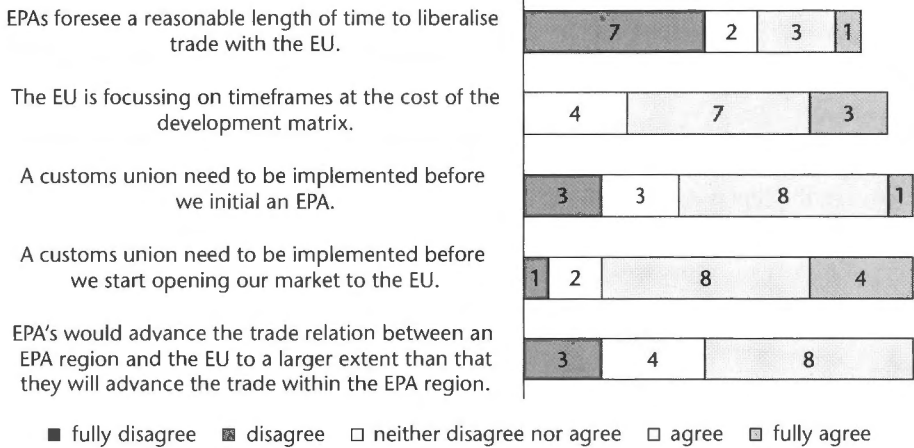 EPAs foresee a reasonable length of time to liberalise
trade with the EU.
7 2 3 1
The EU is focussing on timeframes at the cost of the
development matrix.
4 7 3
A customs union need to be implemented before
we initial an EPA.
3 3 8 1
A customs union need to be implemented before
we start opening our market to the EU.
1 2 8 4
EPA's would advance the trade relation between an
EPA region and the EU to a larger extent than that
they will advance the trade within the EPA region.
3 4 8
fully disagree disagree neither disagree nor agree agree fully agree